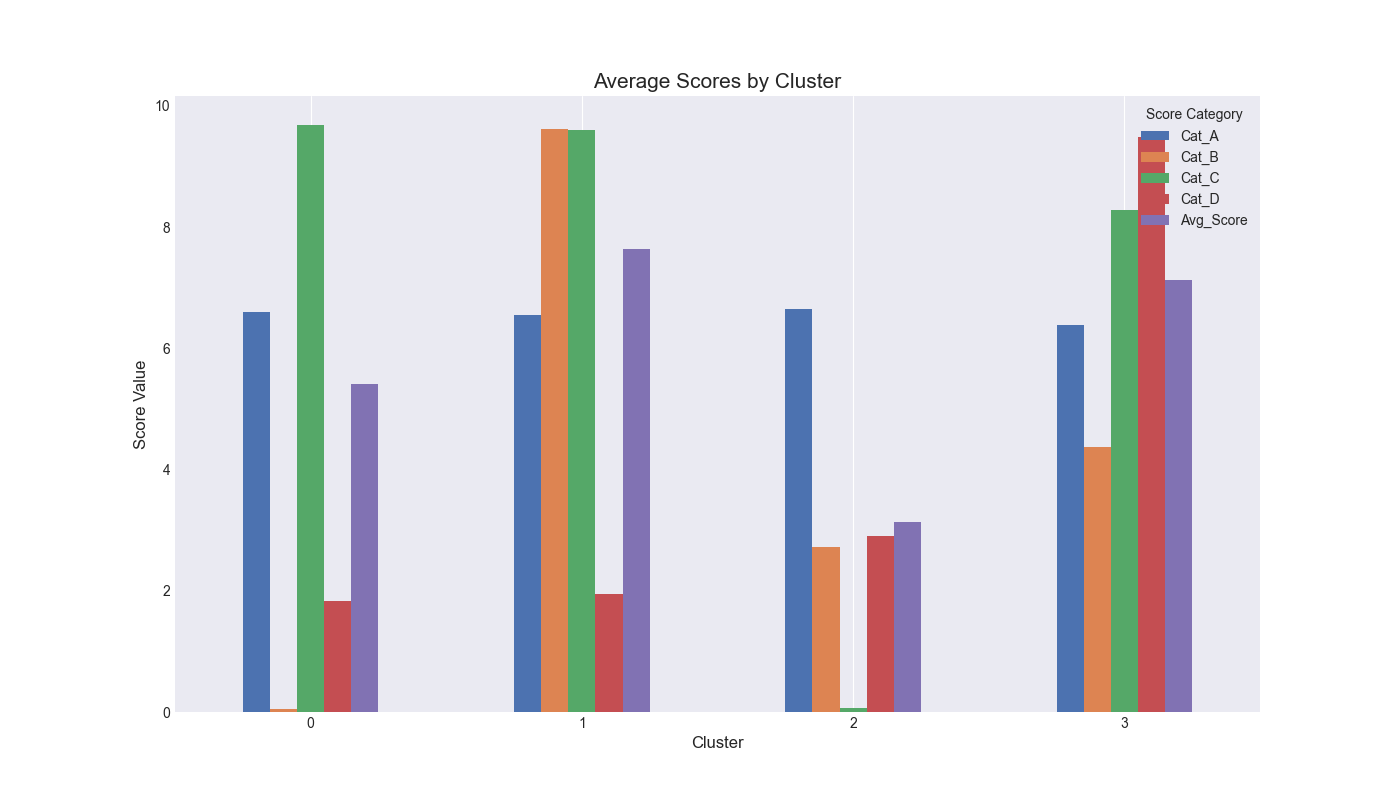 Average Scores by Cluster
Score Category
Cat_A
Cat_B
Cat_C
Cat_D
Avg_Score
10
8
6
4
2
0
Score Value
0 1 2 3
Cluster